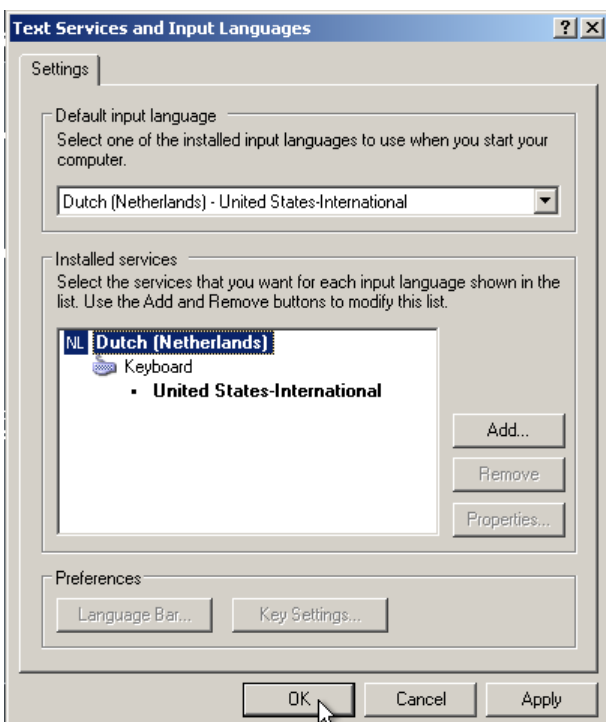 Text Services and Input Languages
Settings
Default input language
Select one of the installed input languages to use when you start your
computer.
Dutch (Netherlands) - United States-International
Installed services
Select the services that you want for each input language shown in the
list. Use the Add and Remove buttons to modify this list.
NL Dutch (Netherlands)
Keyboard
▪ United States-International
Add...
Remove
Properties...
Preferences
Language Bar...
Key Settings...
OK
Cancel
Apply